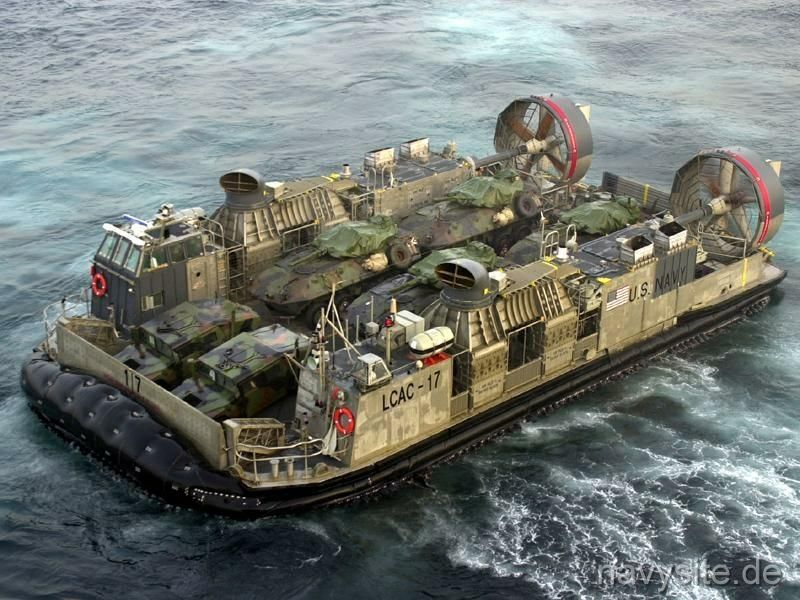 U.S. NAVY
LCAC - 17
117
navysite.de